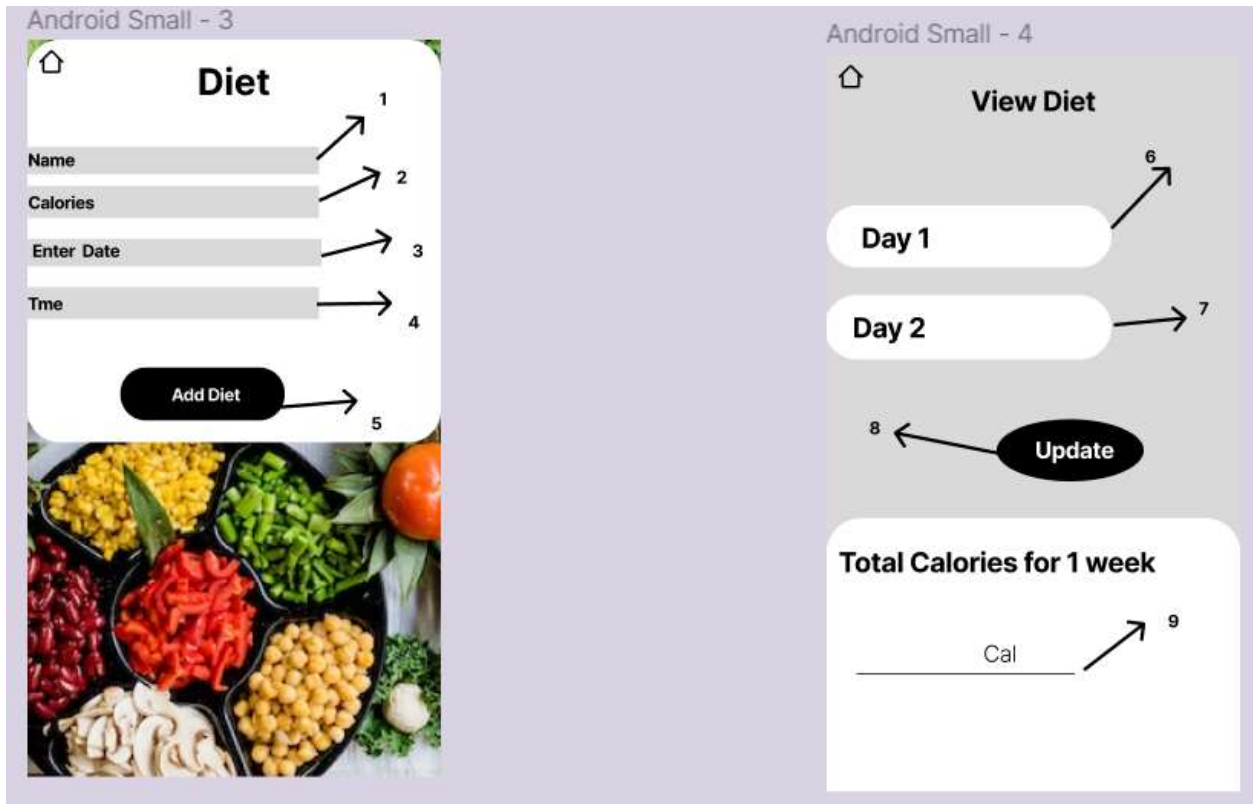 Android Small - 3
Diet
1
Name
2
Calories
Enter Date
3
Tme
4
Add Diet
5
Android Small - 4
View Diet
6
Day 1
7
Day 2
8
Update
Total Calories for 1 week
9
Cal